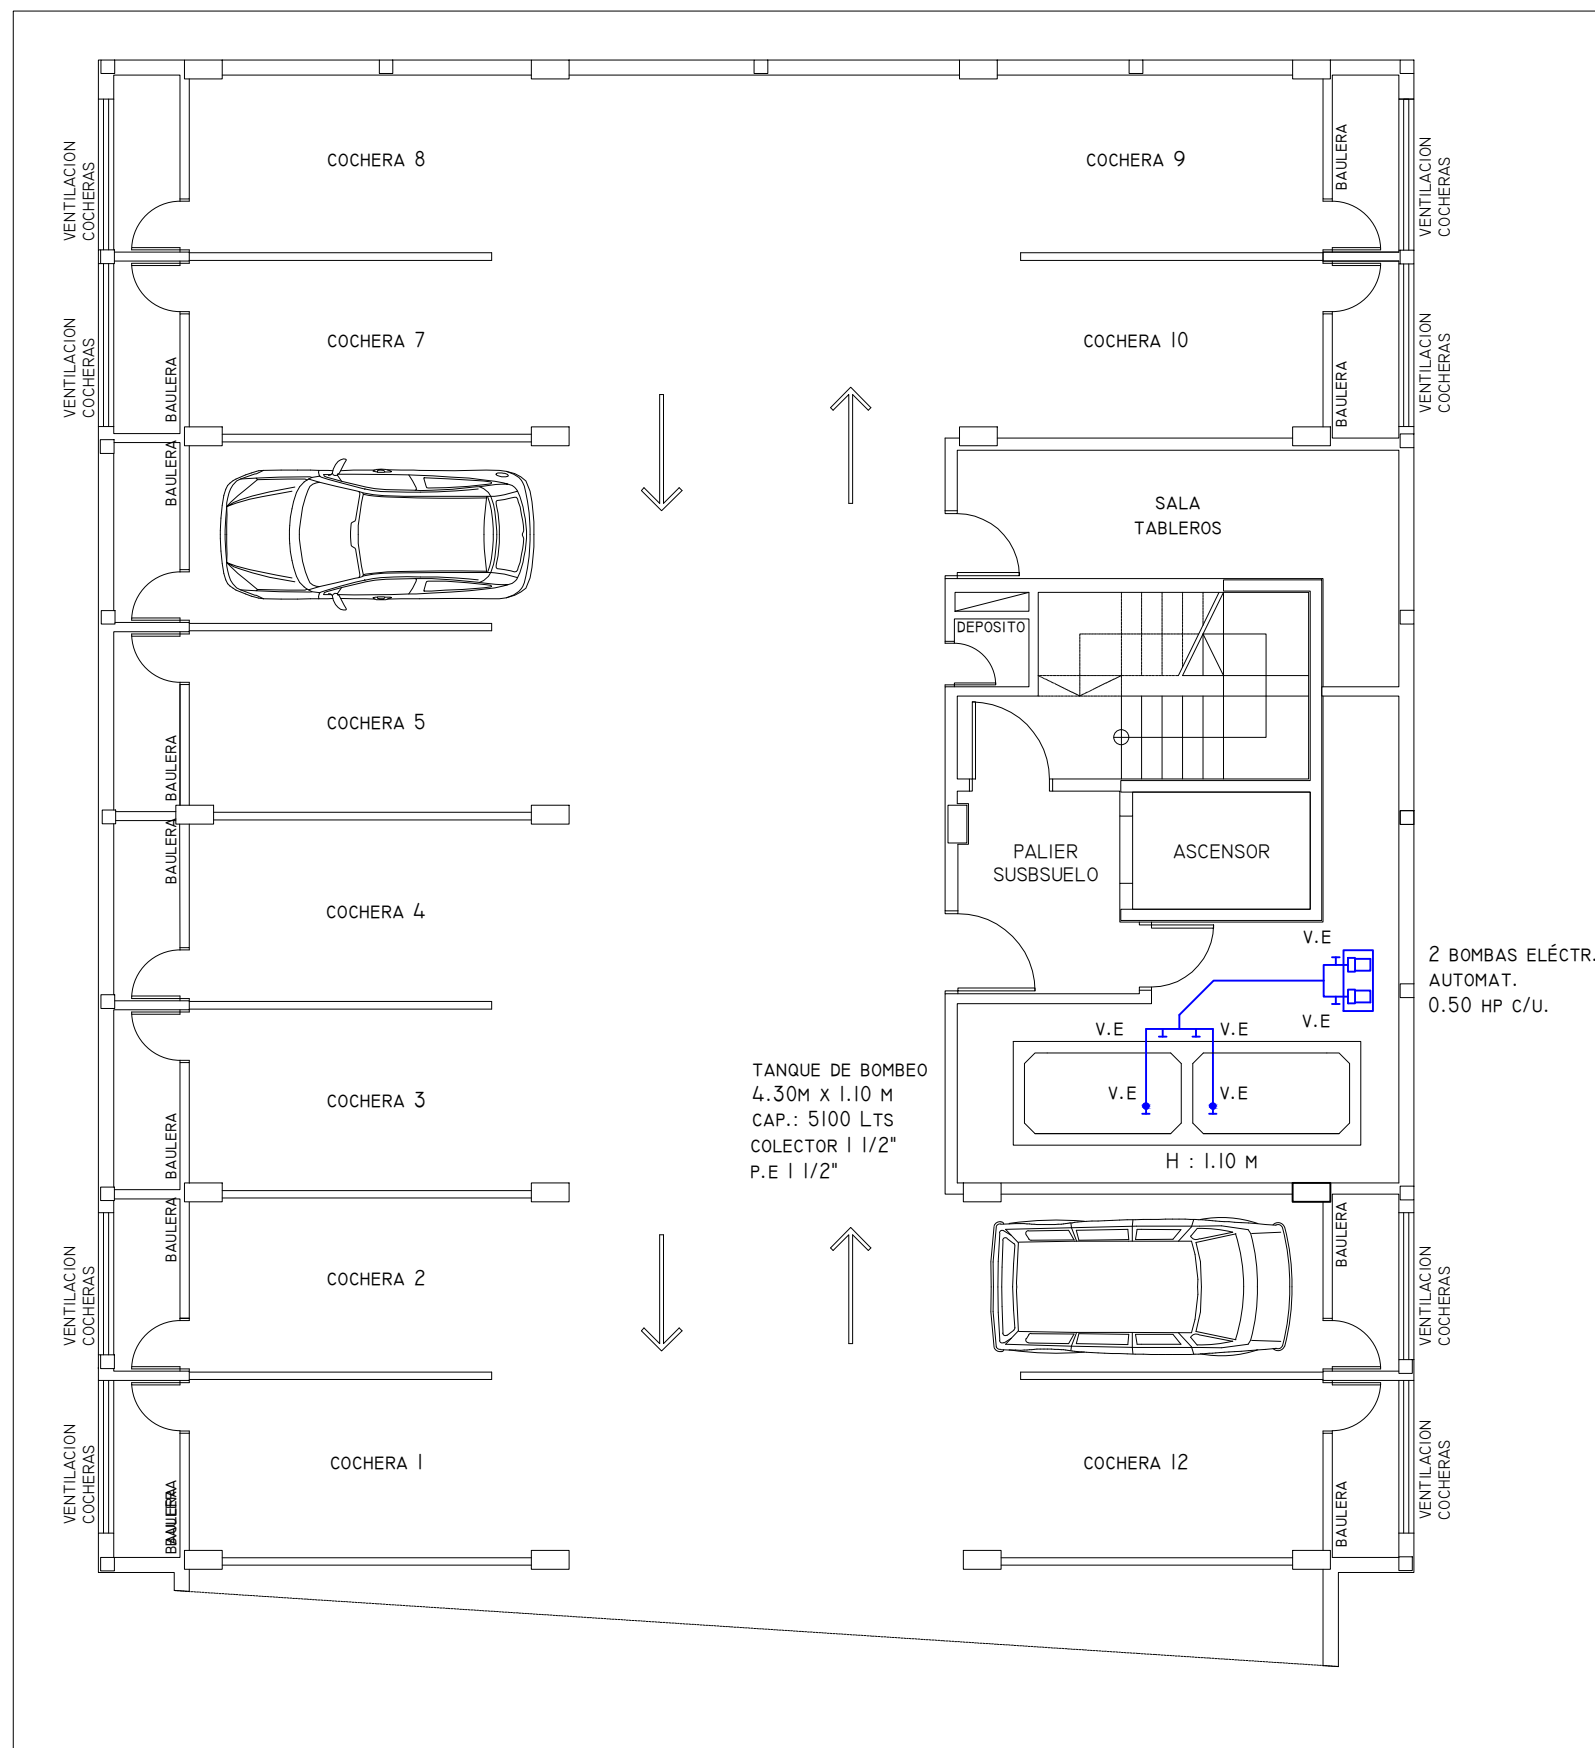 COCHERA 8
COCHERA 9
VENTILACION
COCHERAS
BAULERA
VENTILACION
COCHERAS
COCHERA 7
COCHERA 10
VENTILACION
COCHERAS
BAULERA
BAULERA
VENTILACION
COCHERAS
BAULERA
SALA
TABLEROS
DEPOSITO
COCHERA 5
BAULERA
BAULERA
PALIER
SUSBSUELO
ASCENSOR
COCHERA 4
V.E
2 BOMBAS ELÉCTR.
AUTOMAT.
0.50 HP C/U.
V.E
V.E
V.E
TANQUE DE BOMBEO
4.30M X 1.10 M
CAP.: 5100 LTS
COLECTOR 1 1/2"
P.E 1 1/2"
V.E
V.E
COCHERA 3
BAULERA
H : 1.10 M
BAULERA
BAULERA
COCHERA 2
VENTILACION
COCHERAS
VENTILACION
COCHERAS
COCHERA 1
COCHERA 12
VENTILACION
COCHERAS
BAULERA
BAULERA
BAULERA
VENTILACION
COCHERAS